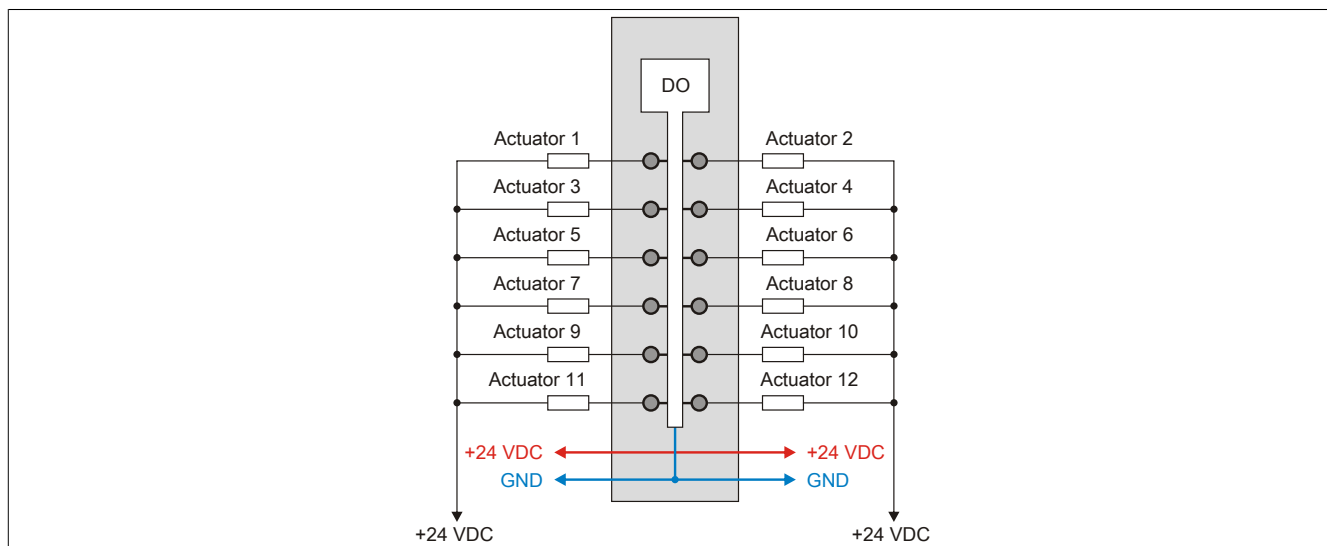 DO
Actuator 1
Actuator 2
Actuator 3
Actuator 4
Actuator 5
Actuator 6
Actuator 7
Actuator 8
Actuator 9
Actuator 10
Actuator 11
Actuator 12
+24 VDC
+24 VDC
GND
GND
+24 VDC
+24 VDC